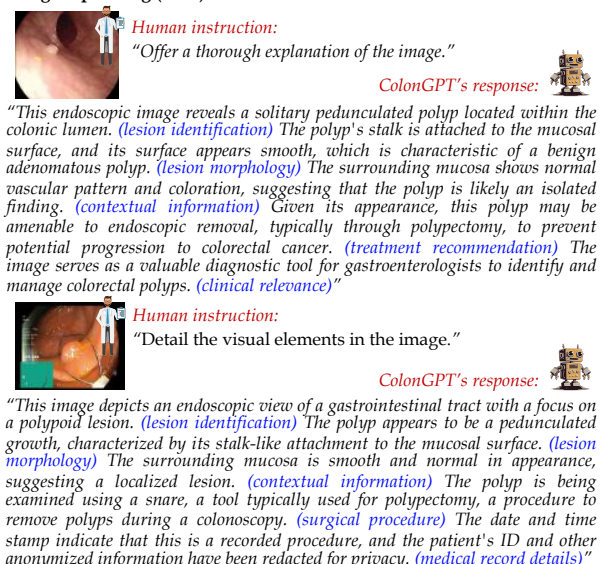 Human instruction:
“Offer a thorough explanation of the image.”
ColonGPT’s response:
“This endoscopic image reveals a solitary pedunculated polyp located within the
colonic lumen. (lesion identification) The polyp's stalk is attached to the mucosal
surface, and its surface appears smooth, which is characteristic of a benign
adenomatous polyp. (lesion morphology) The surrounding mucosa shows normal
vascular pattern and coloration, suggesting that the polyp is likely an isolated
finding. (contextual information) Given its appearance, this polyp may be
amenable to endoscopic removal, typically through polypectomy, to prevent
potential progression to colorectal cancer. (treatment recommendation) The
image serves as a valuable diagnostic tool for gastroenterologists to identify and
manage colorectal polyps. (clinical relevance)”
Human instruction:
“Detail the visual elements in the image.”
ColonGPT’s response:
“This image depicts an endoscopic view of a gastrointestinal tract with a focus on
a polypoid lesion. (lesion identification) The polyp appears to be a pedunculated
growth, characterized by its stalk-like attachment to the mucosal surface. (lesion
morphology) The surrounding mucosa is smooth and normal in appearance,
suggesting a localized lesion. (contextual information) The polyp is being
examined using a snare, a tool typically used for polypectomy, a procedure to
remove polyps during a colonoscopy. (surgical procedure) The date and time
stamp indicate that this is a recorded procedure, and the patient's ID and other
anonymized information have been redacted for privacy. (medical record details)”